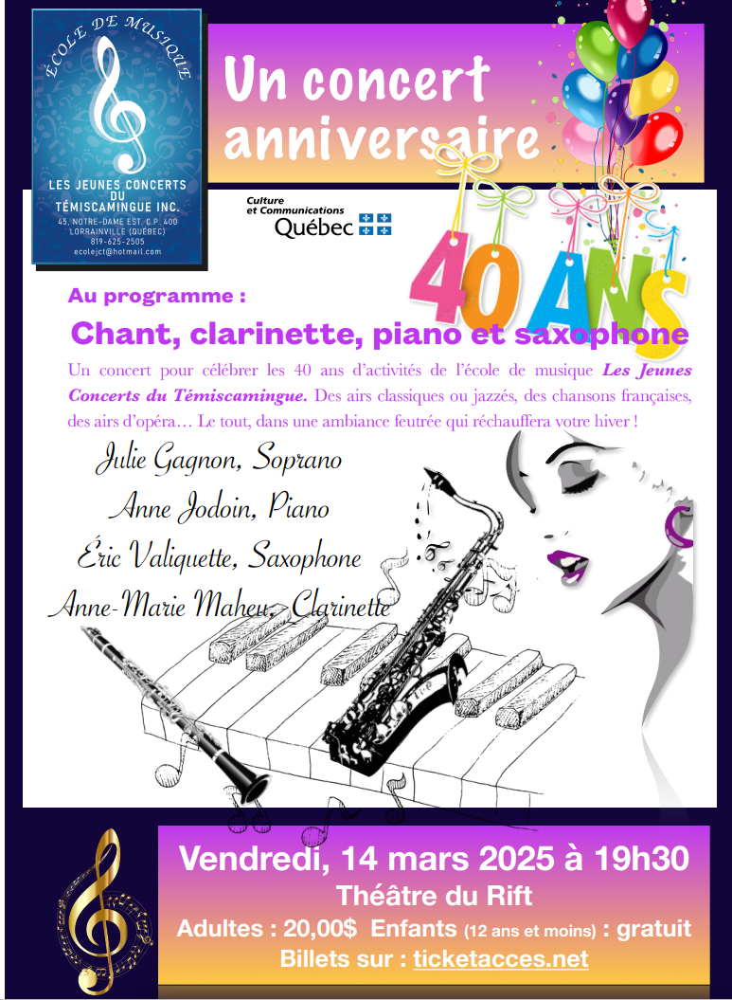 ÉCOLE DE MUSIQUE
LES JEUNES CONCERTS
DU
TÉMISCAMINGUE INC.
45, NOTRE-DAME EST, C.P. 400
LORRAINVILLE (QUÉBEC)
819-625-2505
ecolejct@hotmail.com
Un concert
anniversaire
Culture
et Communications
Québec
40 ANS
Au programme :
Chant, clarinette, piano et saxophone
Un concert pour célébrer les 40 ans d'activités de l'école de musique Les Jeunes
Concerts du Témiscamingue. Des airs classiques ou jazzés, des chansons françaises,
des airs d'opéra… Le tout, dans une ambiance feutrée qui réchauffera votre hiver !
Julie Gagnon, Soprano
Anne Jodoin, Piano
Éric Valiquette, Saxophone
Anne-Marie Maheu, Clarinette
Vendredi, 14 mars 2025 à 19h30
Théâtre du Rift
Adultes : 20,00$ Enfants (12 ans et moins) : gratuit
Billets sur : ticketacces.net